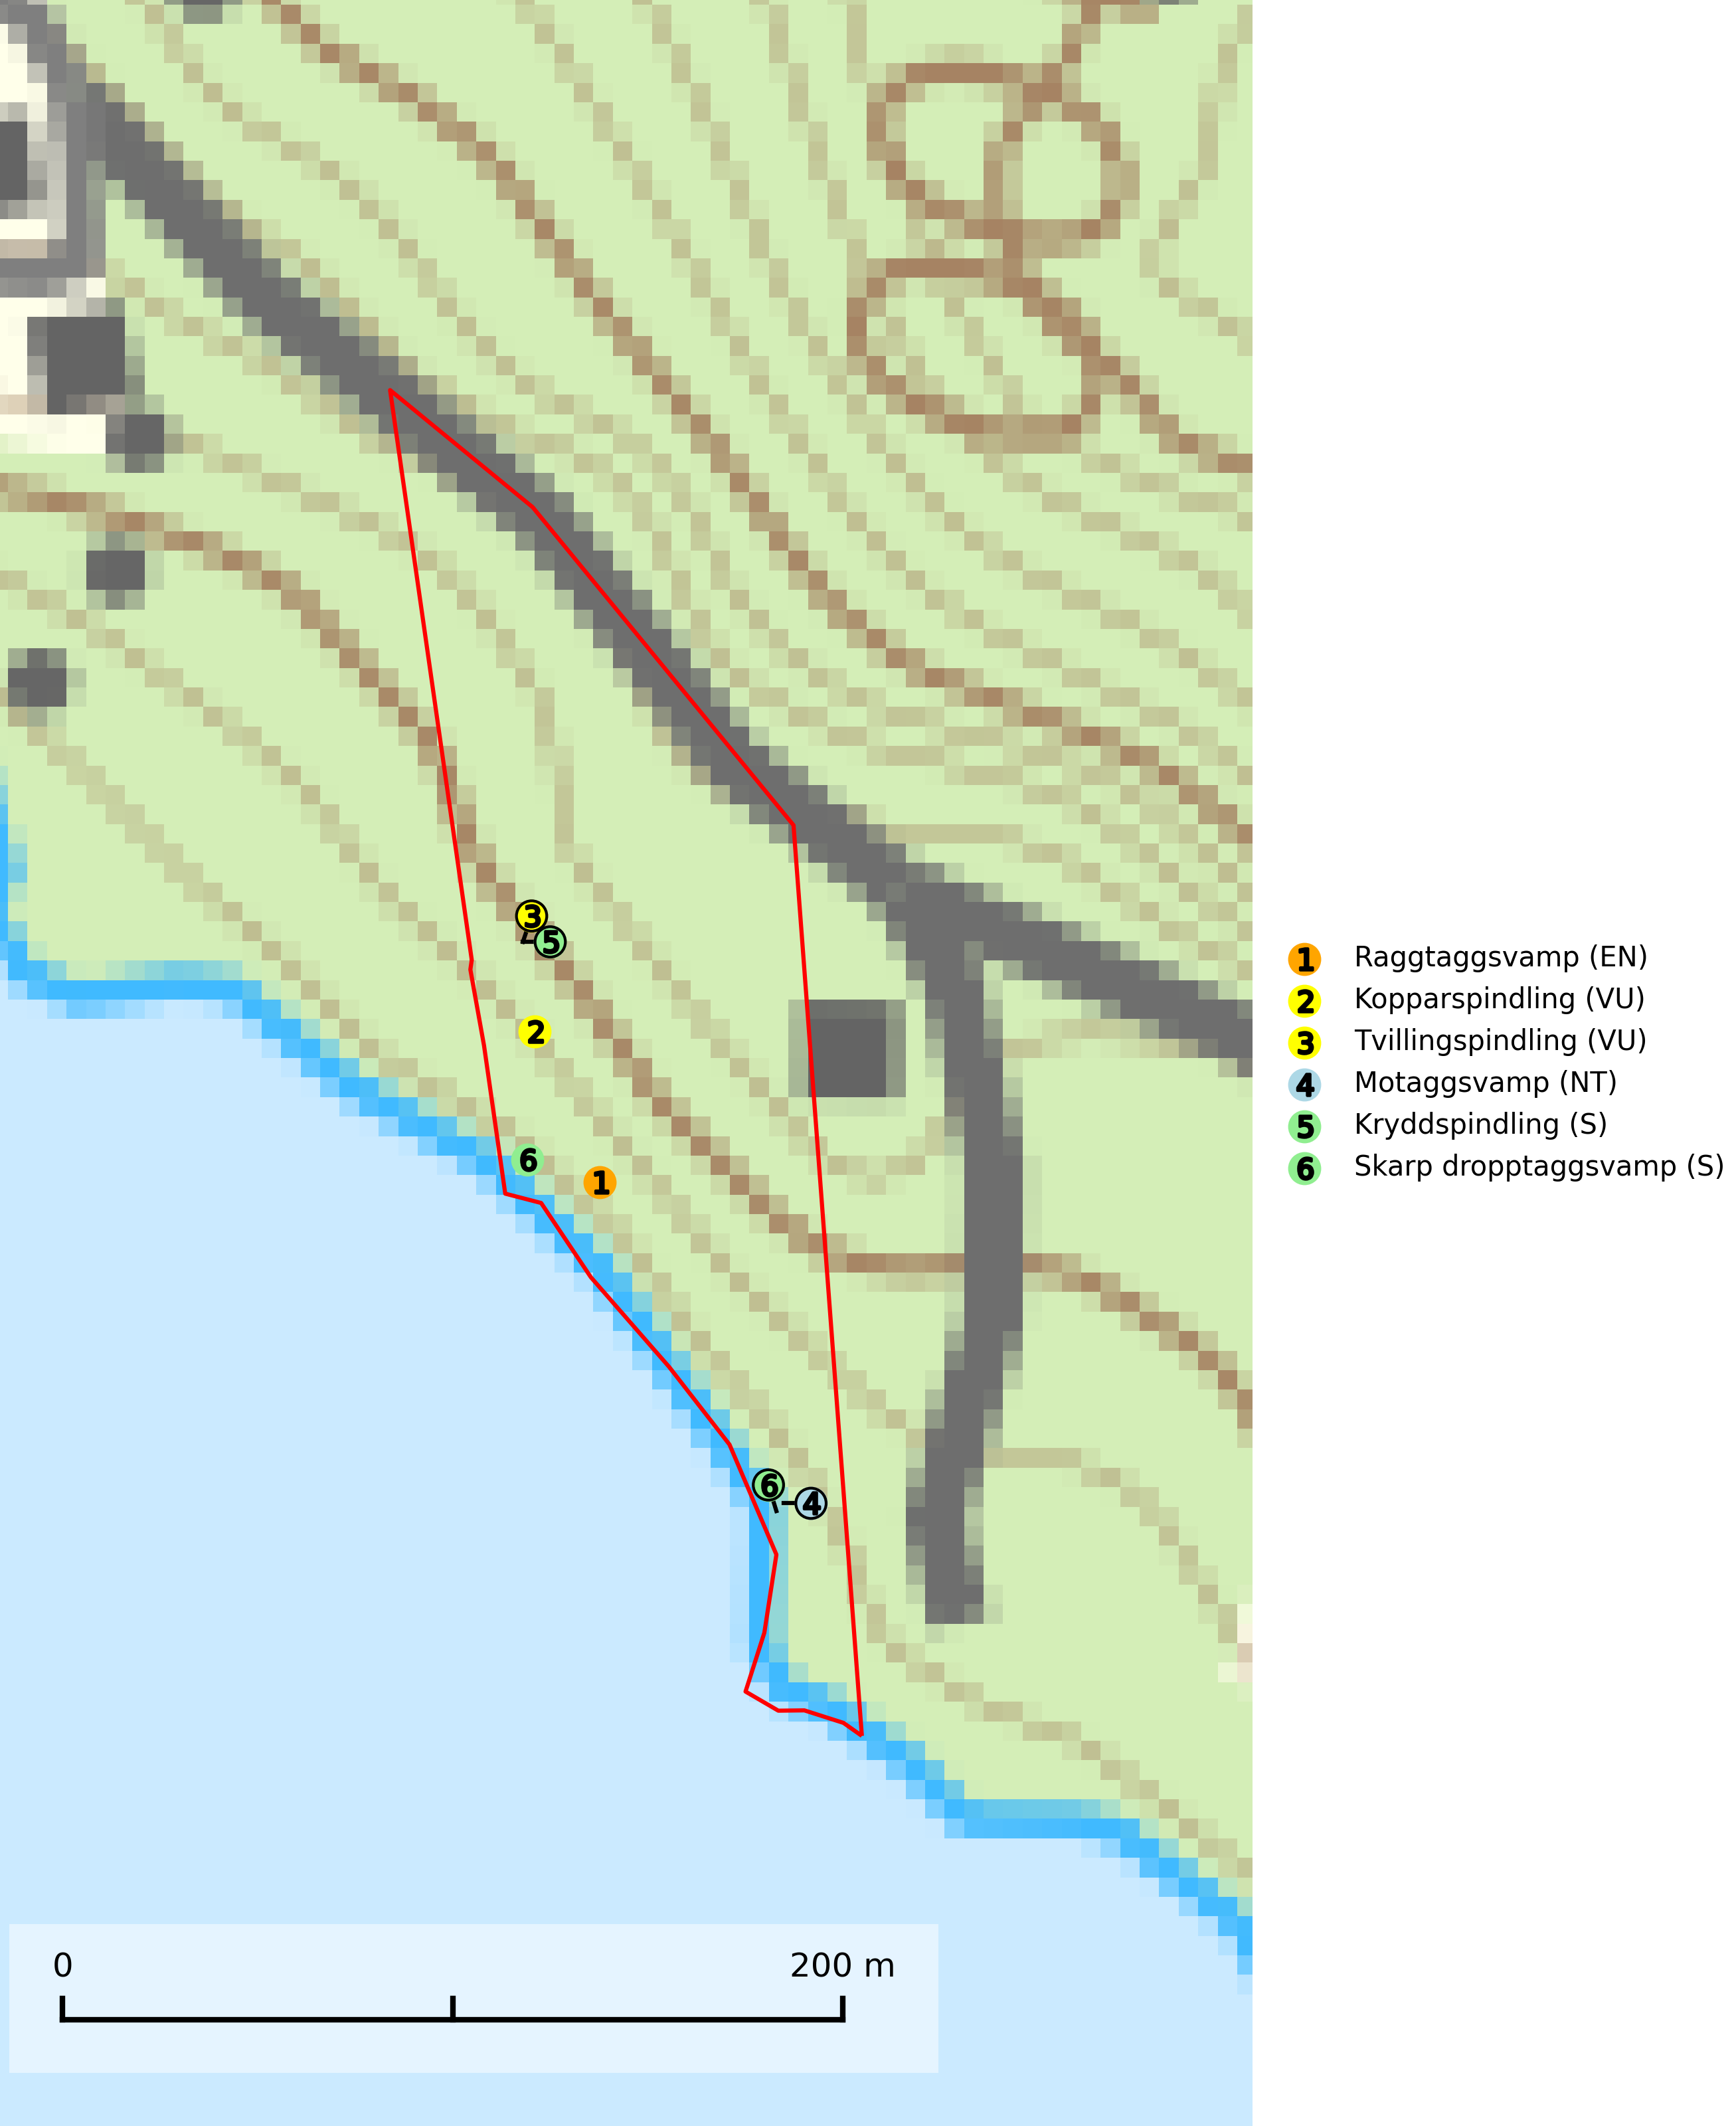 3
5
2
6
1
6
4
1 Raggtaggsvamp (EN)
2 Kopparspindling (VU)
3 Tvillingspindling (VU)
4 Motaggsvamp (NT)
5 Kryddspindling (S)
6 Skarp dropptaggsvamp (S)
0 200 m